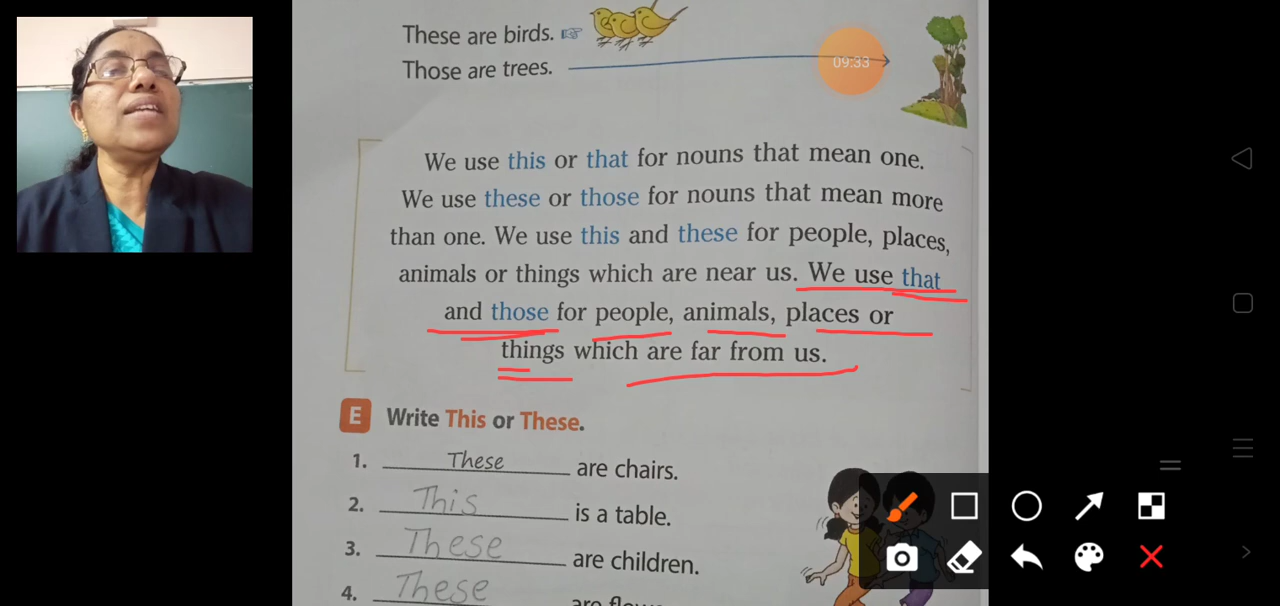 These are birds.
Those are trees.
09:33
We use this or that for nouns that mean one.
We use these or those for nouns that mean more
than one. We use this and these for people, places,
animals or things which are near us. We use that
and those for people, animals, places or
things which are far from us.
E Write This or These.
1. These are chairs.
2. This is a table.
3. These are children.
4. These are